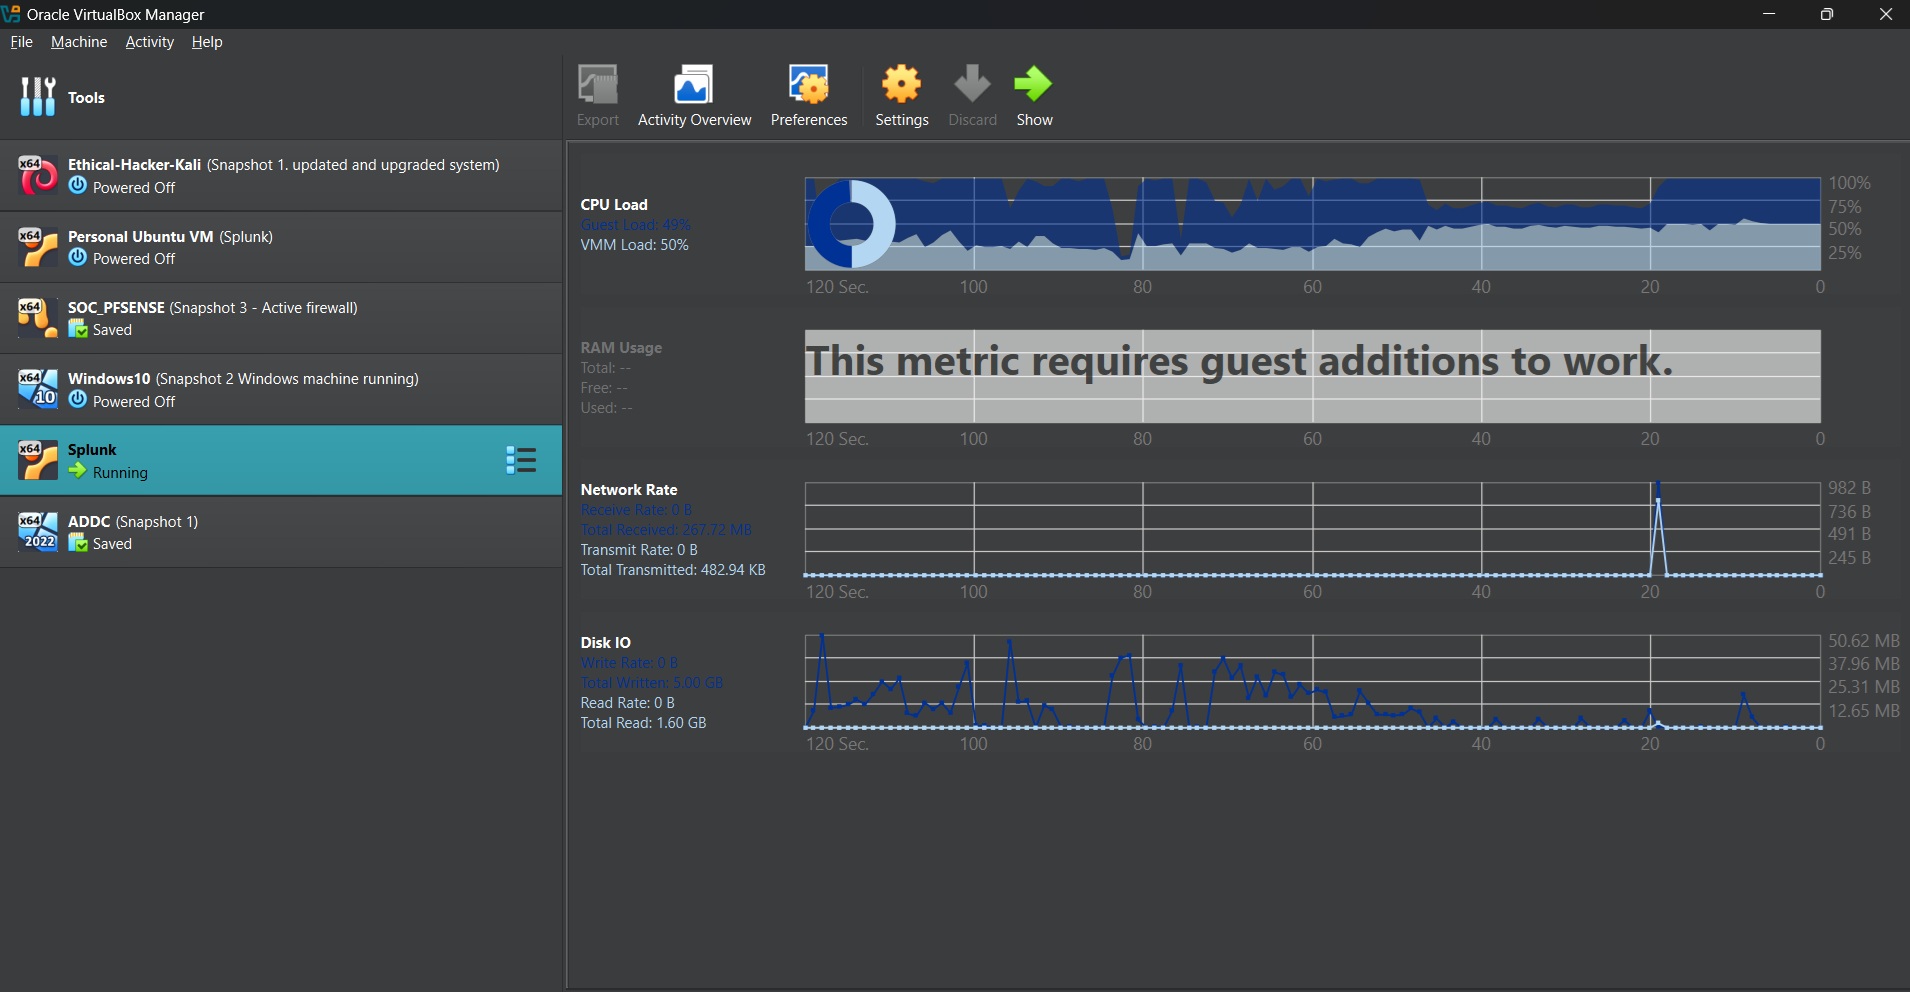 Oracle VirtualBox Manager
File Machine Activity Help
Tools
x64
Ethical-Hacker-Kali (Snapshot 1. updated and upgraded system)
Powered Off
x64
Personal Ubuntu VM (Splunk)
Powered Off
x64
SOC_PFSENSE (Snapshot 3 - Active firewall)
Saved
x64
10
Windows10 (Snapshot 2 Windows machine running)
Powered Off
x64
Splunk
Running
x64
2022
ADDC (Snapshot 1)
Saved
Export Activity Overview Preferences Settings Discard Show
CPU Load
Guest Load: 49%
VMM Load: 50%
100%
75%
50%
25%
120 Sec. 100 80 60 40 20 0
RAM Usage
Total: --
Free: --
Used: --
This metric requires guest additions to work.
120 Sec. 100 80 60 40 20 0
Network Rate
Receive Rate: 0 B
Total Received: 267.72 MB
Transmit Rate: 0 B
Total Transmitted: 482.94 KB
982 B
736 B
491 B
245 B
120 Sec. 100 80 60 40 20 0
Disk IO
Write Rate: 0 B
Total Written: 5.00 GB
Read Rate: 0 B
Total Read: 1.60 GB
50.62 MB
37.96 MB
25.31 MB
12.65 MB
120 Sec. 100 80 60 40 20 0